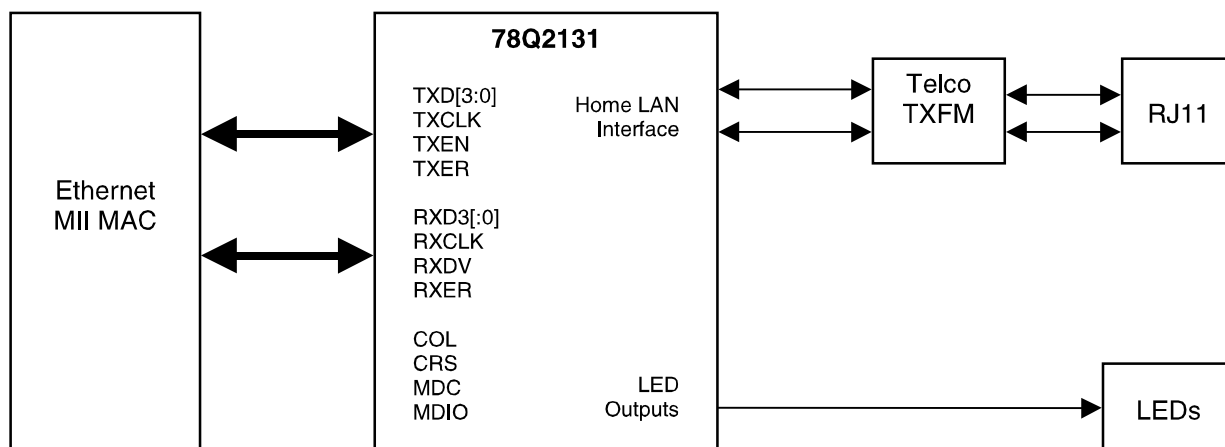 Ethernet
MII MAC
78Q2131
TXD[3:0]
TXCLK
TXEN
TXER
RXD3[:0]
RXCLK
RXDV
RXER
COL
CRS
MDC
MDIO
Home LAN
Interface
LED
Outputs
Telco
TXFM
RJ11
LEDs